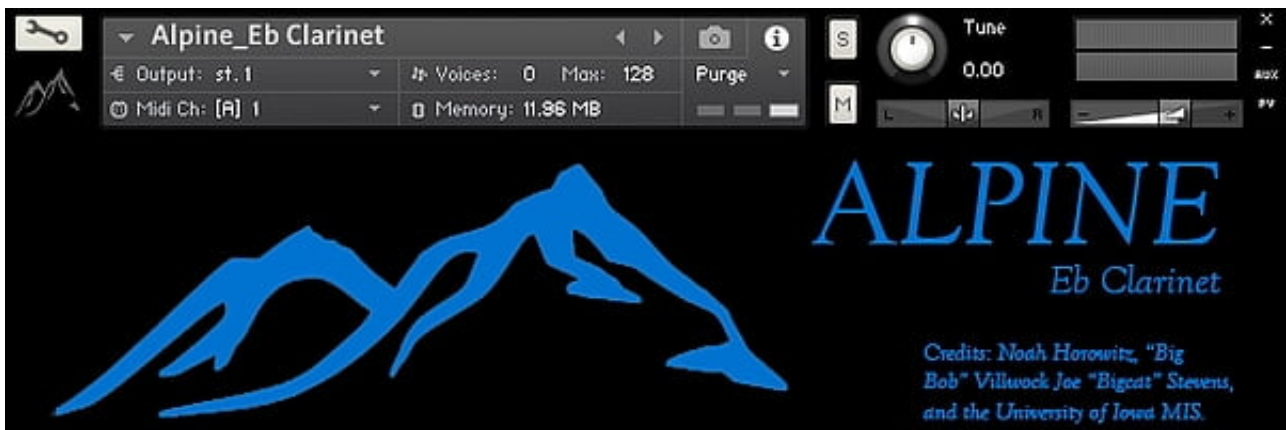 Alpine_Eb Clarinet
Output: st.1
Voices: 0 Max: 128
Purge
Midi Ch: [A] 1
Memory: 11.96 MB
S
M
Tune
0.00
L
R
×
AUX
PV
ALPINE
Eb Clarinet
Credits: Noah Horowitz, "Big
Bob" Villwock Joe "Bigcat" Stevens,
and the University of Iowa MIS.